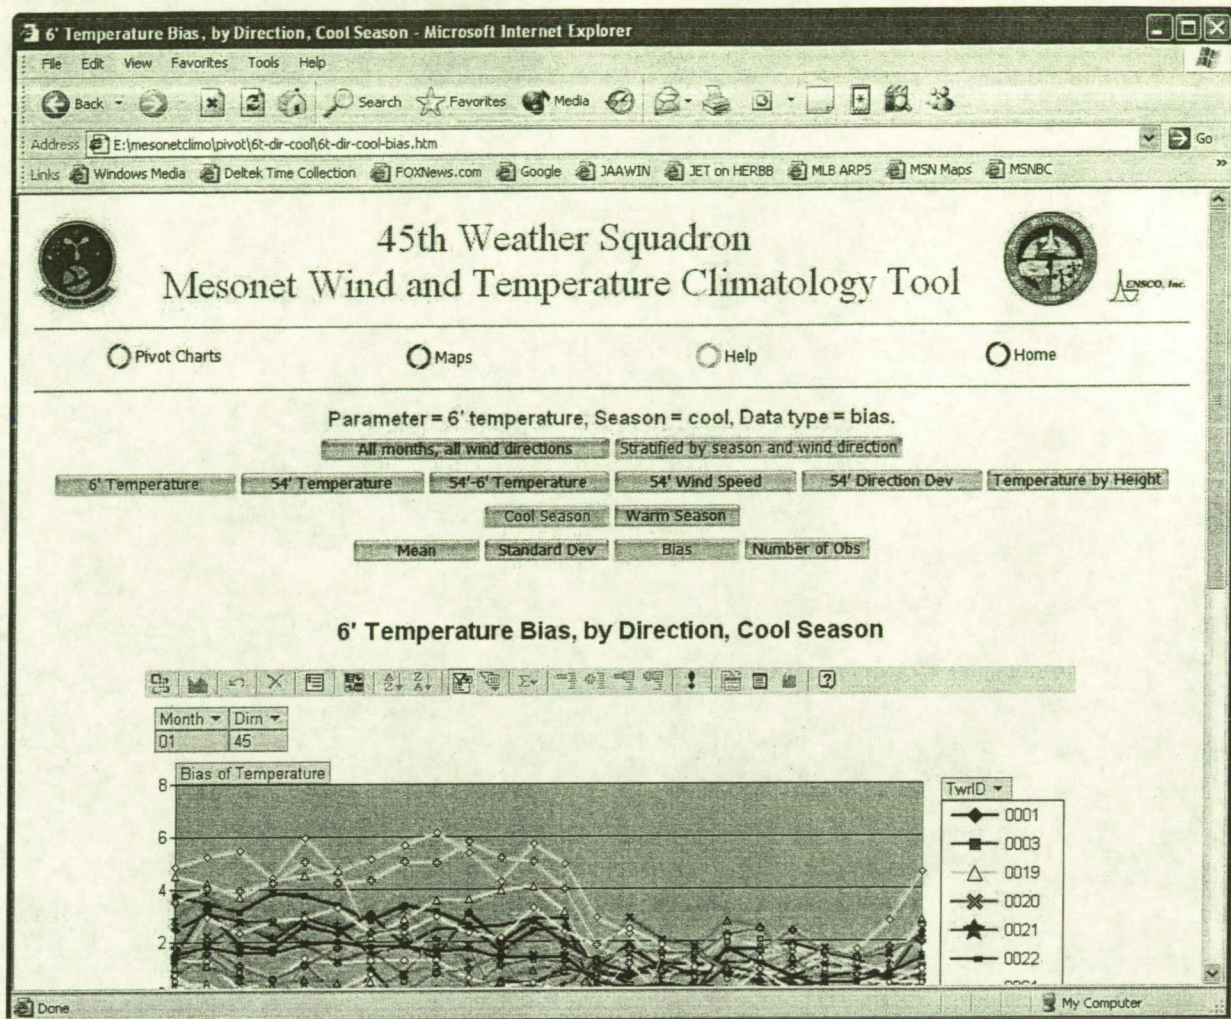 6' Temperature Bias, by Direction, Cool Season - Microsoft Internet Explorer
File Edit View Favorites Tools Help
Back Search Favorites Media
Address E:\mesonetclimo\pivot\6t-dir-cool\6t-dir-cool-bias.htm Go
Links Windows Media Deltek Time Collection FOXNews.com Google JAAWIN JET on HERBB MLB ARPS MSN Maps MSNBC »
45th Weather Squadron
Mesonet Wind and Temperature Climatology Tool
ENSCO, Inc.
Pivot Charts Maps Help Home
Parameter = 6' temperature, Season = cool, Data type = bias.
All months, all wind directions Stratified by season and wind direction
6' Temperature 54' Temperature 54'-6' Temperature 54' Wind Speed 54' Direction Dev Temperature by Height
Cool Season Warm Season
Mean Standard Dev Bias Number of Obs
6' Temperature Bias, by Direction, Cool Season
Month Dirn
01 45
Bias of Temperature
8
6
4
2
TwrID
0001
0003
0019
0020
0021
0022
Done My Computer